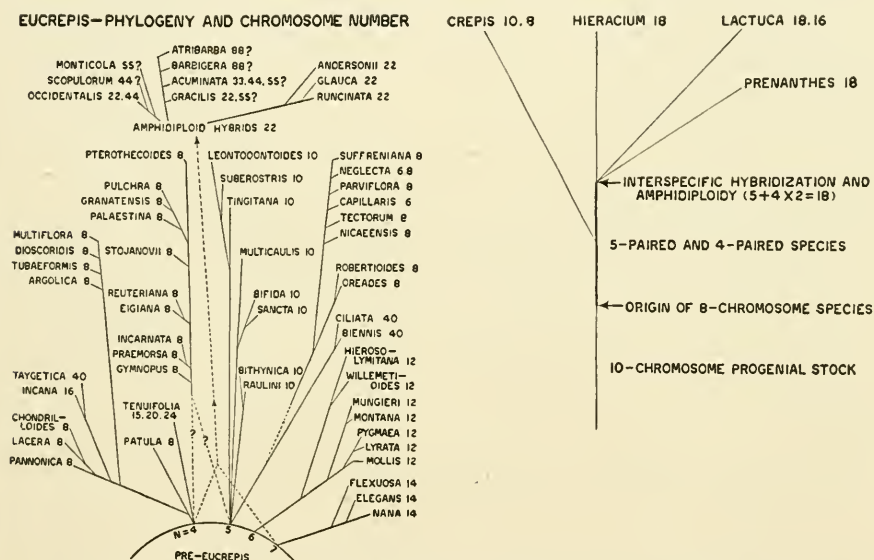 EUCREPIS—PHYLOGENY AND CHROMOSOME NUMBER
ATRIBARBA 88?
BARBIGERA 88?
ACUMINATA 33,44,55?
GRACILIS 22,55?
MONTICOLA 55?
SCOPULORUM 44?
OCCIDENTALIS 22,44
ANDERSONII 22
GLAUCA 22
RUNCINATA 22
AMPHIDIPLOID HYBRIDS 22
PTEROTHECOIDES 8
LEONTODONTOIDES 10
SUFFRENIANA 8
NEGLECTA 6.8
PARVIFLORA 8
CAPILLARIS 6
TECTORUM 8
NICAEENSIS 8
SUBEROSTRIS 10
TINGITANA 10
PULCHRA 8
GRANATENSIS 8
PALAESTINA 8
MULTIFLORA 8
DIOSCORIDIS 8
TUBAEFORMIS 8
ARGOLICA 8
STOJANOVII 8
MULTICAULIS 10
ROBERTIOIDES 8
OREADES 8
REUTERIANA 8
EIGIANA 8
BIFIDA 10
SANCTA 10
CILIATA 40
BIENNIS 40
INCARNATA 8
PRAEMORSA 8
GYMNOPUS 8
HIEROSO-
LYMITANA 12
WILLEMETI-
OIDES 12
BITHYNICA 10
RAULINI 10
TAYGETICA 40
INCANA 16
MUNGIERI 12
MONTANA 12
PYGMAEA 12
LYRATA 12
MOLLIS 12
TENUIFOLIA
15.20.24
CHONDRIL-
LOIDES 8
LACERA 8
PANNONICA 8
PATULA 8
? ?
FLEXUOSA 14
ELEGANS 14
NANA 14
N=4 5 6 7
PRE-EUCREPIS
CREPIS 10.8
HIERACIUM 18
LACTUCA 18.16
PRENANTHES 18
INTERSPECIFIC HYBRIDIZATION AND
AMPHIDIPLOIDY (5+4 X2=18)
5-PAIRED AND 4-PAIRED SPECIES
ORIGIN OF 8-CHROMOSOME SPECIES
10-CHROMOSOME PROGENIAL STOCK